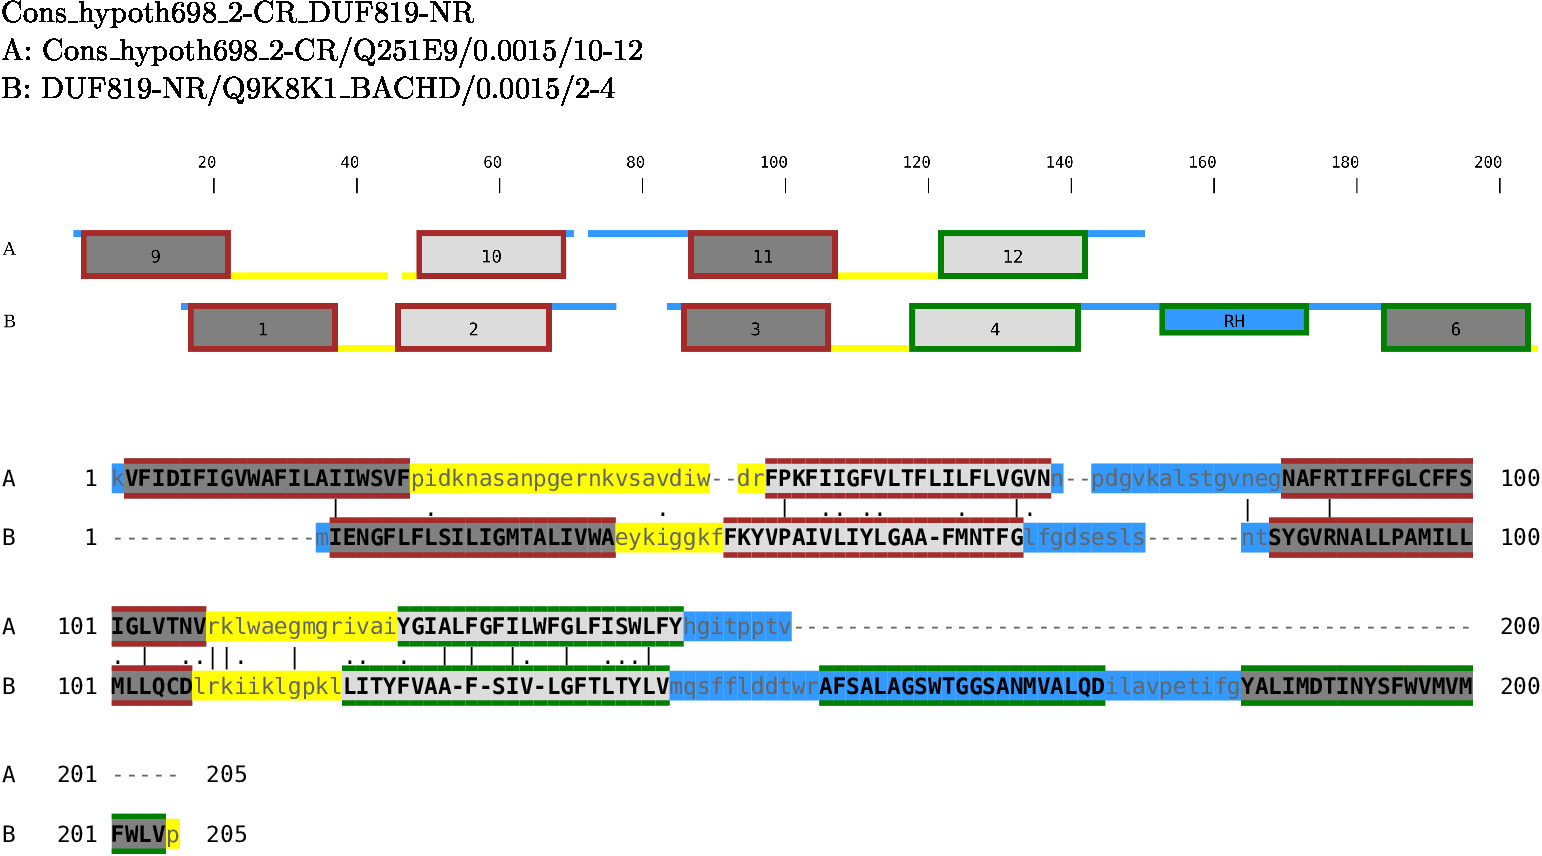 Cons_hypoth698_2-CR_DUF819-NR
A: Cons_hypoth698_2-CR/Q251E9/0.0015/10-12
B: DUF819-NR/Q9K8K1_BACHD/0.0015/2-4
20 40 60 80 100 120 140 160 180 200
A 9 10 11 12
B 1 2 3 4 RH 6
A 1 kVFIDIFIGVWAFILAIIWSVFpidknasanpgernkvsavdiw--drFPKFIIGFVLTFLILFLVGVNn--pdgvkalstgvnegNAFRTIFFGLCFFS 100
B 1 ---------------mIENGFLFLSILIGMTALIVWAeykiggkfFKYVPAIVLIYLGAA-FMNTFGlfgdsesls-------ntSYGVRNALLPAMILL 100
A 101 IGLVTNVrklwaegmgrivaiYGIALFGFILWFGLFISWLFYhgitpptv-------------------------------------------------- 200
B 101 MLLQCDlrkiiklgpklLITYFVAA-F-SIV-LGFTLTYLVmqsfflddtwrAFSALAGSWTGGSANMVALQDilavpetifgYALIMDTINYSFWVMVM 200
A 201 ----- 205
B 201 FWLVp 205